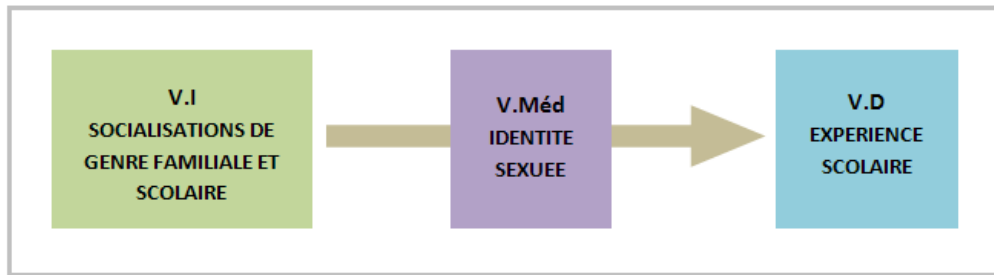 V.I
SOCIALISATIONS DE
GENRE FAMILIALE ET
SCOLAIRE
V.Méd
IDENTITE
SEXUEE
V.D
EXPERIENCE
SCOLAIRE